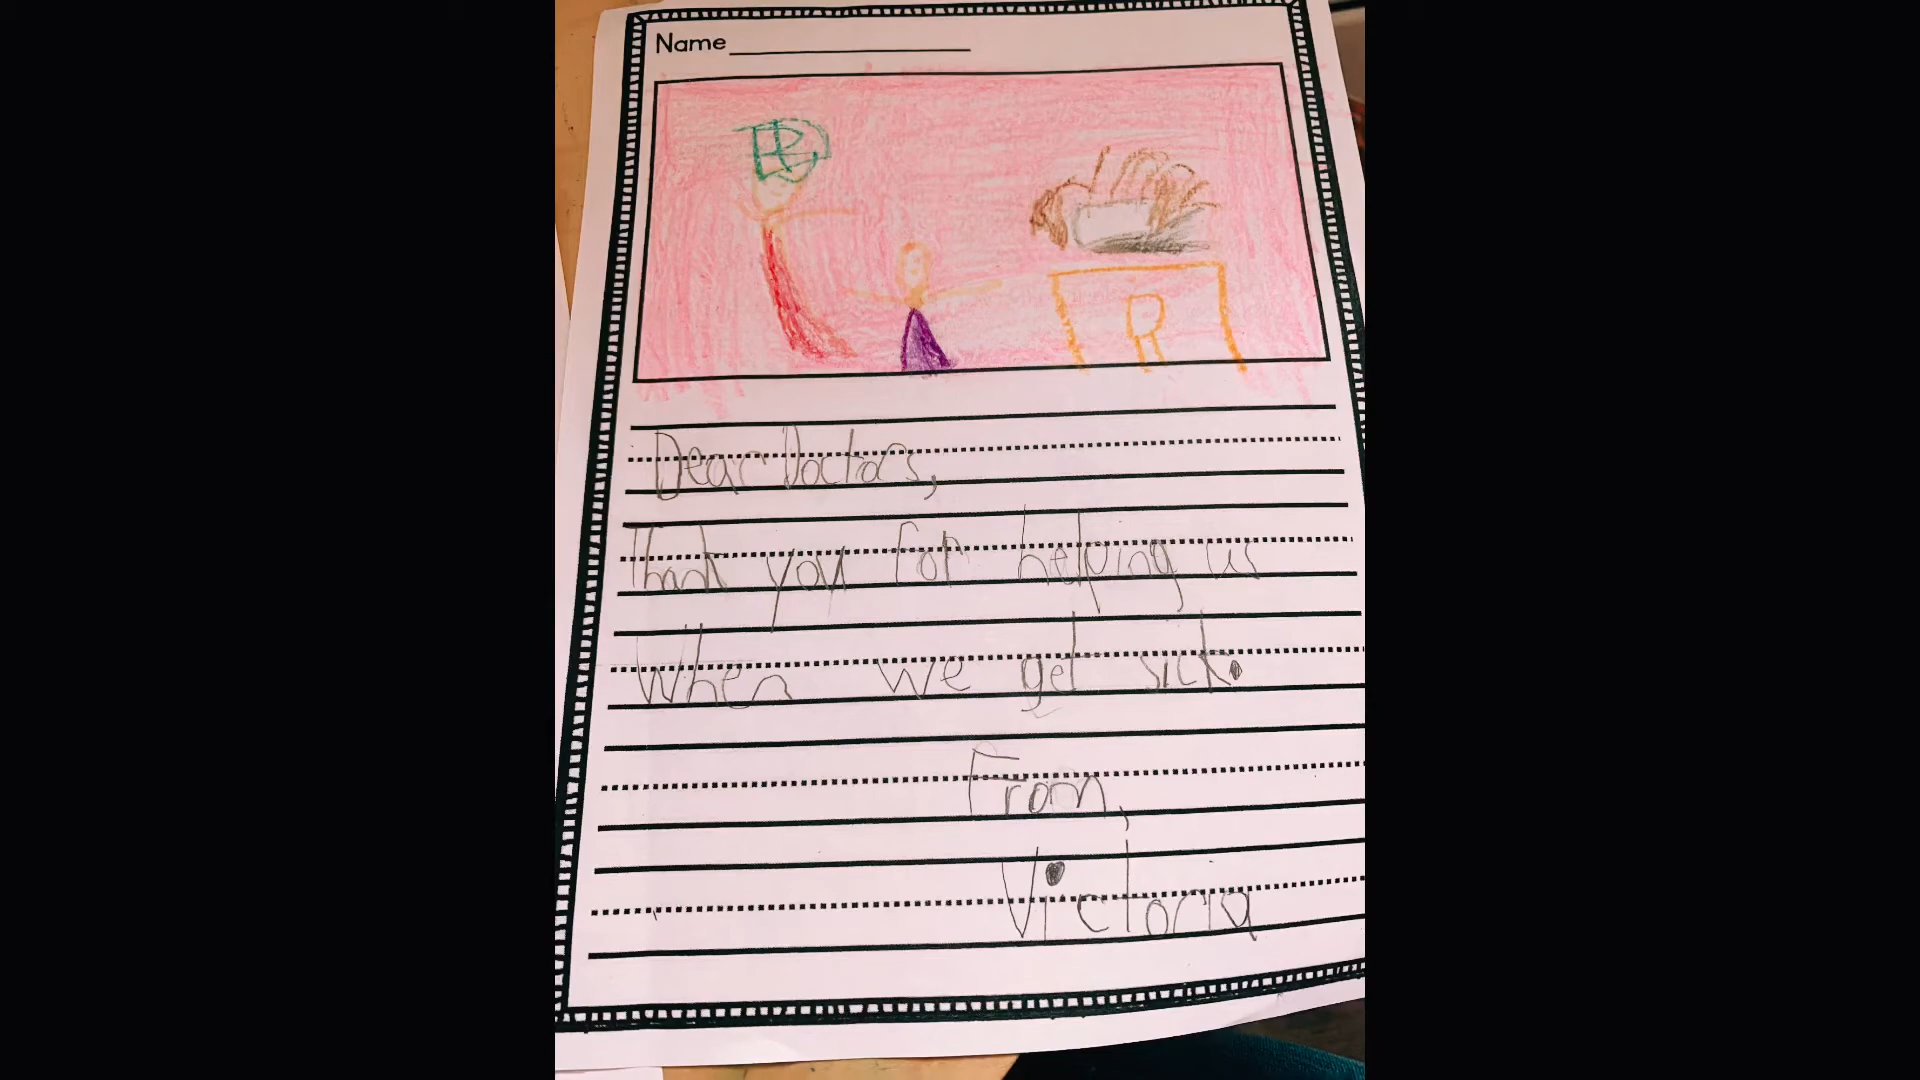 Name
Dear Doctors,
Thank you for helping us
When we get sick.
From,
Victoria